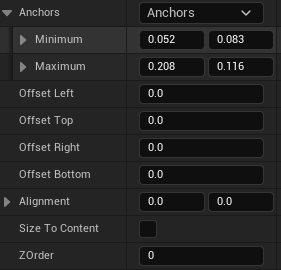 Anchors Anchors
Minimum 0.052 0.083
Maximum 0.208 0.116
Offset Left 0.0
Offset Top 0.0
Offset Right 0.0
Offset Bottom 0.0
Alignment 0.0 0.0
Size To Content
ZOrder 0